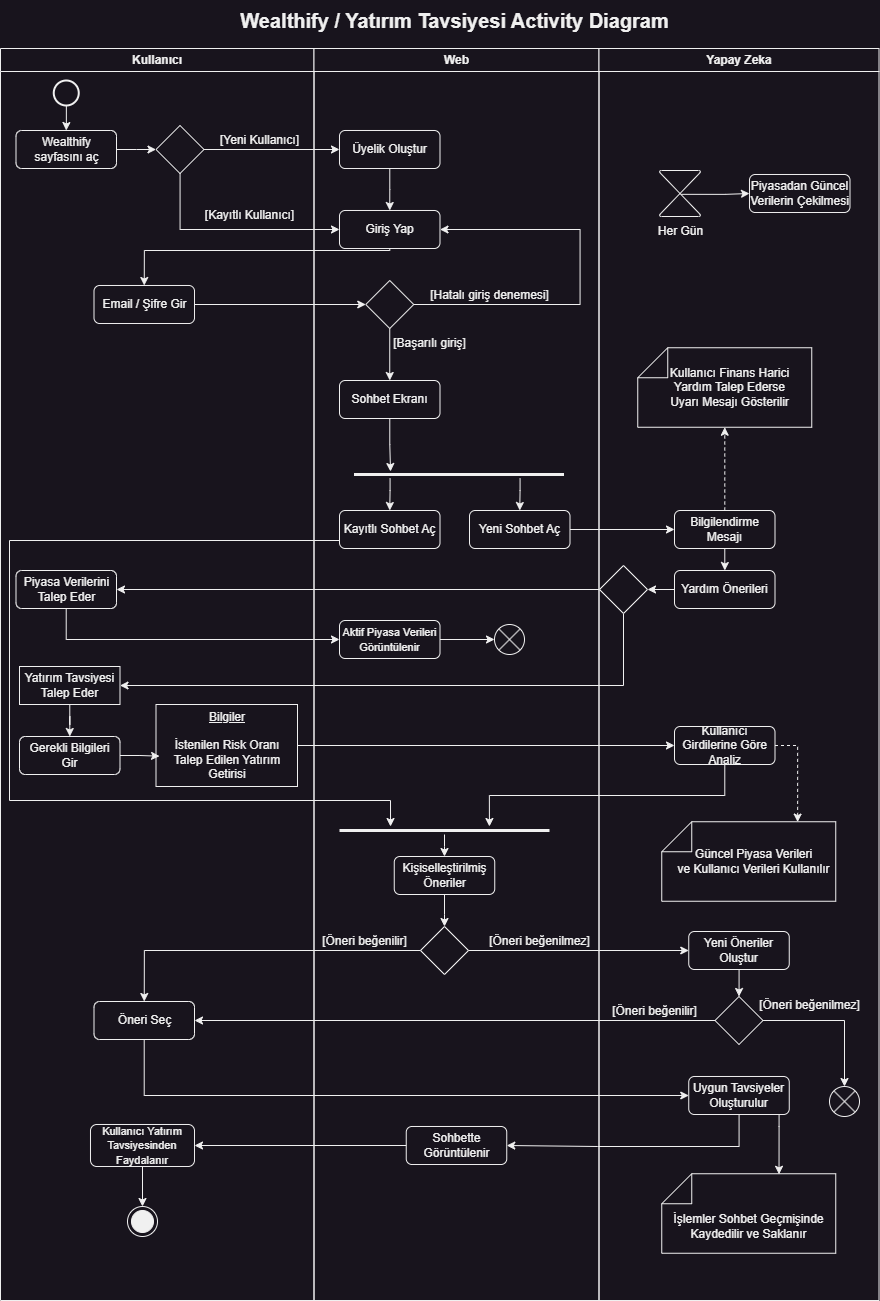 Wealthify / Yatırım Tavsiyesi Activity Diagram
Kullanıcı
Web
Yapay Zeka
Wealthify
sayfasını aç
[Yeni Kullanıcı]
Üyelik Oluştur
[Kayıtlı Kullanıcı]
Giriş Yap
Her Gün
Piyasadan Güncel
Verilerin Çekilmesi
Email / Şifre Gir
[Hatalı giriş denemesi]
[Başarılı giriş]
Sohbet Ekranı
Kullanıcı Finans Harici
Yardım Talep Ederse
Uyarı Mesajı Gösterilir
Kayıtlı Sohbet Aç
Yeni Sohbet Aç
Bilgilendirme
Mesajı
Yardım Önerileri
Piyasa Verilerini
Talep Eder
Aktif Piyasa Verileri
Görüntülenir
Yatırım Tavsiyesi
Talep Eder
Gerekli Bilgileri
Gir
Bilgiler
İstenilen Risk Oranı
Talep Edilen Yatırım
Getirisi
Kullanıcı
Girdilerine Göre
Analiz
Güncel Piyasa Verileri
ve Kullanıcı Verileri Kullanılır
Kişiselleştirilmiş
Öneriler
[Öneri beğenilir]
[Öneri beğenilmez]
Yeni Öneriler
Oluştur
Öneri Seç
[Öneri beğenilir]
[Öneri beğenilmez]
Uygun Tavsiyeler
Oluşturulur
Kullanıcı Yatırım
Tavsiyesinden
Faydalanır
Sohbette
Görüntülenir
İşlemler Sohbet Geçmişinde
Kaydedilir ve Saklanır